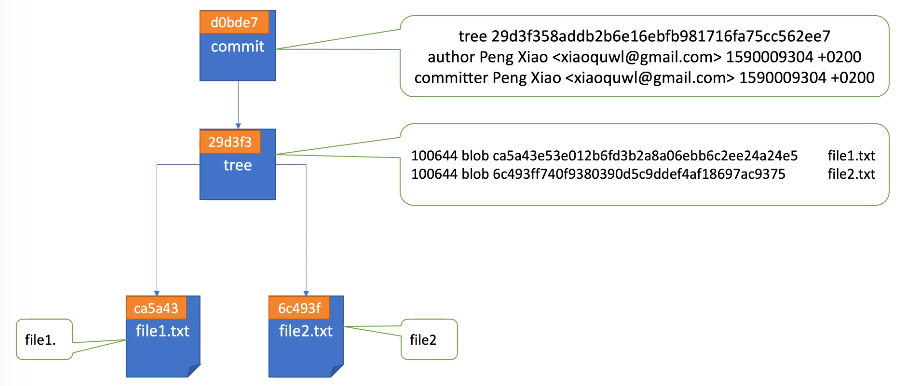 d0bde7
commit
tree 29d3f358addb2b6e16ebfb981716fa75cc562ee7
author Peng Xiao <xiaoquwl@gmail.com> 1590009304 +0200
committer Peng Xiao <xiaoquwl@gmail.com> 1590009304 +0200
29d3f3
tree
100644 blob ca5a43e53e012b6fd3b2a8a06ebb6c2ee24a24e5 file1.txt
100644 blob 6c493ff740f9380390d5c9ddef4af18697ac9375 file2.txt
ca5a43
file1.txt
file1.
6c493f
file2.txt
file2